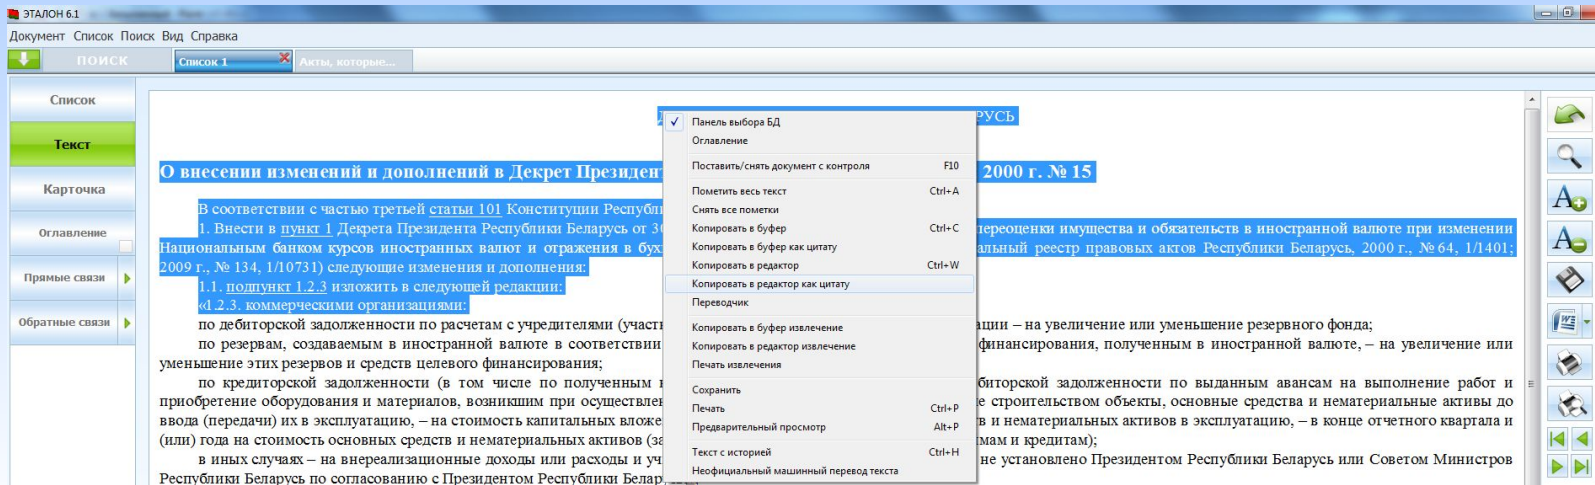 ЭТАЛОН 6.1
Документ Список Поиск Вид Справка
ПОИСК
Список 1
Акты, которые...
Список
Текст
Карточка
Оглавление
Прямые связи
Обратные связи
РУСЬ
О внесении изменений и дополнений в Декрет Президент
2000 г. № 15
В соответствии с частью третьей статьи 101 Конституции Республи
1. Внести в пункт 1 Декрета Президента Республики Беларусь от 30
переоценки имущества и обязательств в иностранной валюте при изменении
Национальным банком курсов иностранных валют и отражения в бух
альный реестр правовых актов Республики Беларусь, 2000 г., № 64, 1/1401;
2009 г., № 134, 1/10731) следующие изменения и дополнения:
1.1. подпункт 1.2.3 изложить в следующей редакции:
«1.2.3. коммерческими организациями:
по дебиторской задолженности по расчетам с учредителями (участн
ации – на увеличение или уменьшение резервного фонда;
по резервам, создаваемым в иностранной валюте в соответствии
финансирования, полученным в иностранной валюте, – на увеличение или
уменьшение этих резервов и средств целевого финансирования;
по кредиторской задолженности (в том числе по полученным
биторской задолженности по выданным авансам на выполнение работ и
приобретение оборудования и материалов, возникшим при осуществлен
е строительством объекты, основные средства и нематериальные активы до
ввода (передачи) их в эксплуатацию, – на стоимость капитальных вложе
в и нематериальных активов в эксплуатацию, – в конце отчетного квартала и
(или) года на стоимость основных средств и нематериальных активов (за
мам и кредитам);
в иных случаях – на внереализационные доходы или расходы и уч
не установлено Президентом Республики Беларусь или Советом Министров
Республики Беларусь по согласованию с Президентом Республики Белар
Панель выбора БД
Оглавление
Поставить/снять документ с контроля F10
Пометить весь текст Ctrl+A
Снять все пометки
Копировать в буфер Ctrl+C
Копировать в буфер как цитату
Копировать в редактор Ctrl+W
Копировать в редактор как цитату
Переводчик
Копировать в буфер извлечение
Копировать в редактор извлечение
Печать извлечения
Сохранить
Печать Ctrl+P
Предварительный просмотр Alt+P
Текст с историей Ctrl+H
Неофициальный машинный перевод текста